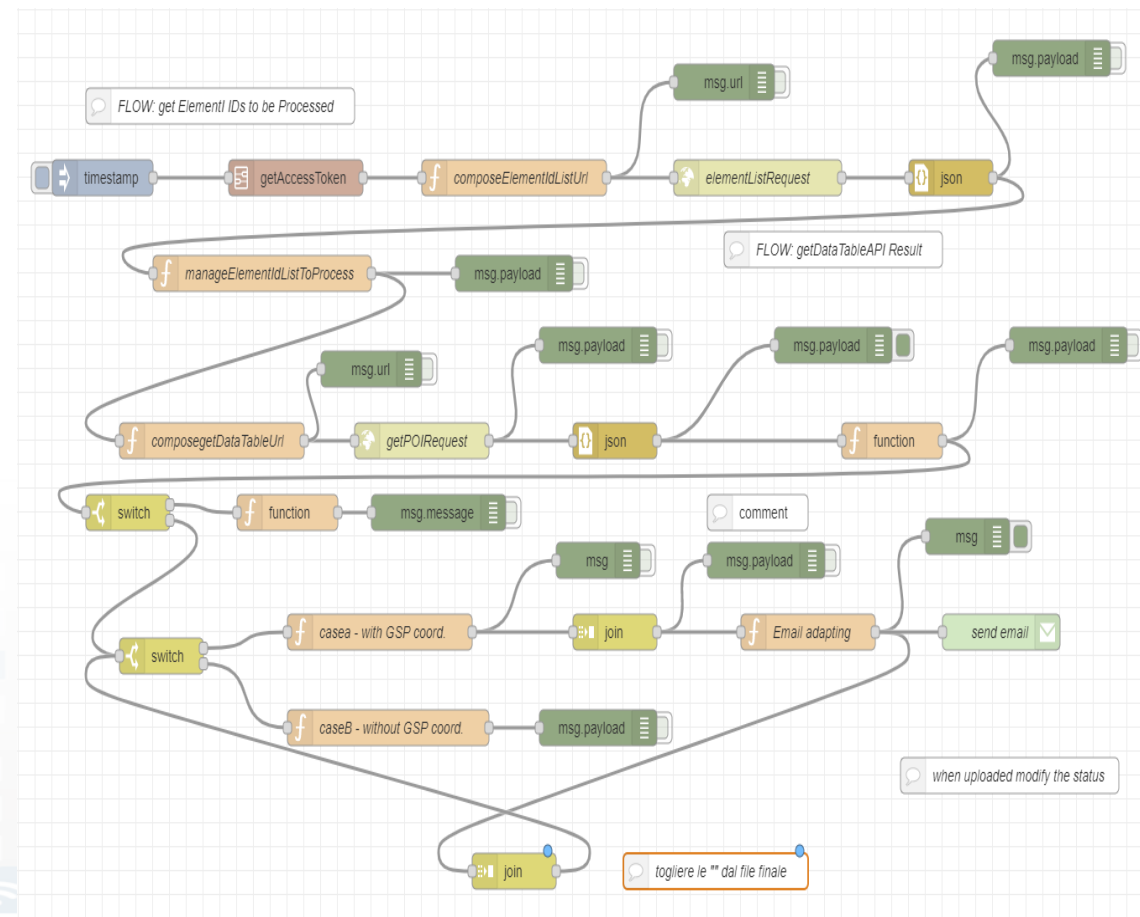 msg.payload
msg.url
FLOW: get ElementI IDs to be Processed
timestamp
getAccessToken
composeElementIdListUrl
elementListRequest
json
FLOW: getDataTableAPI Result
manageElementIdListToProcess
msg.payload
msg.payload
msg.payload
msg.payload
msg.url
composegetDataTableUrl
getPOIRequest
json
function
switch
function
msg.message
comment
msg
msg
msg.payload
casea - with GSP coord.
join
Email adapting
send email
switch
caseB - without GSP coord.
msg.payload
when uploaded modify the status
join
togliere le "" dal file finale